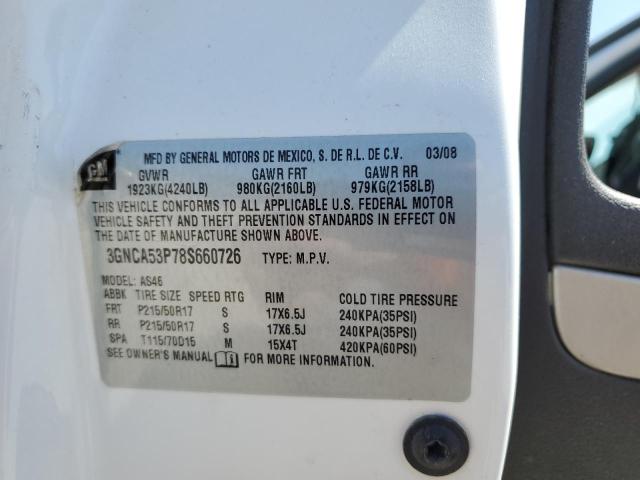 GM
MFD BY GENERAL MOTORS DE MEXICO, S. DE R.L. DE C.V. 03/08
GVWR GAWR FRT GAWR RR
1923KG(4240LB) 980KG(2160LB) 979KG(2158LB)
THIS VEHICLE CONFORMS TO ALL APPLICABLE U.S. FEDERAL MOTOR
VEHICLE SAFETY AND THEFT PREVENTION STANDARDS IN EFFECT ON
THE DATE OF MANUFACTURE SHOWN ABOVE.
3GNCA53P78S660726 TYPE: M.P.V.
MODEL: AS46
ABBK TIRE SIZE SPEED RTG RIM COLD TIRE PRESSURE
FRT P215/50R17 S 17X6.5J 240KPA(35PSI)
RR P215/50R17 S 17X6.5J 240KPA(35PSI)
SPA T115/70D15 M 15X4T 420KPA(60PSI)
SEE OWNER'S MANUAL FOR MORE INFORMATION.